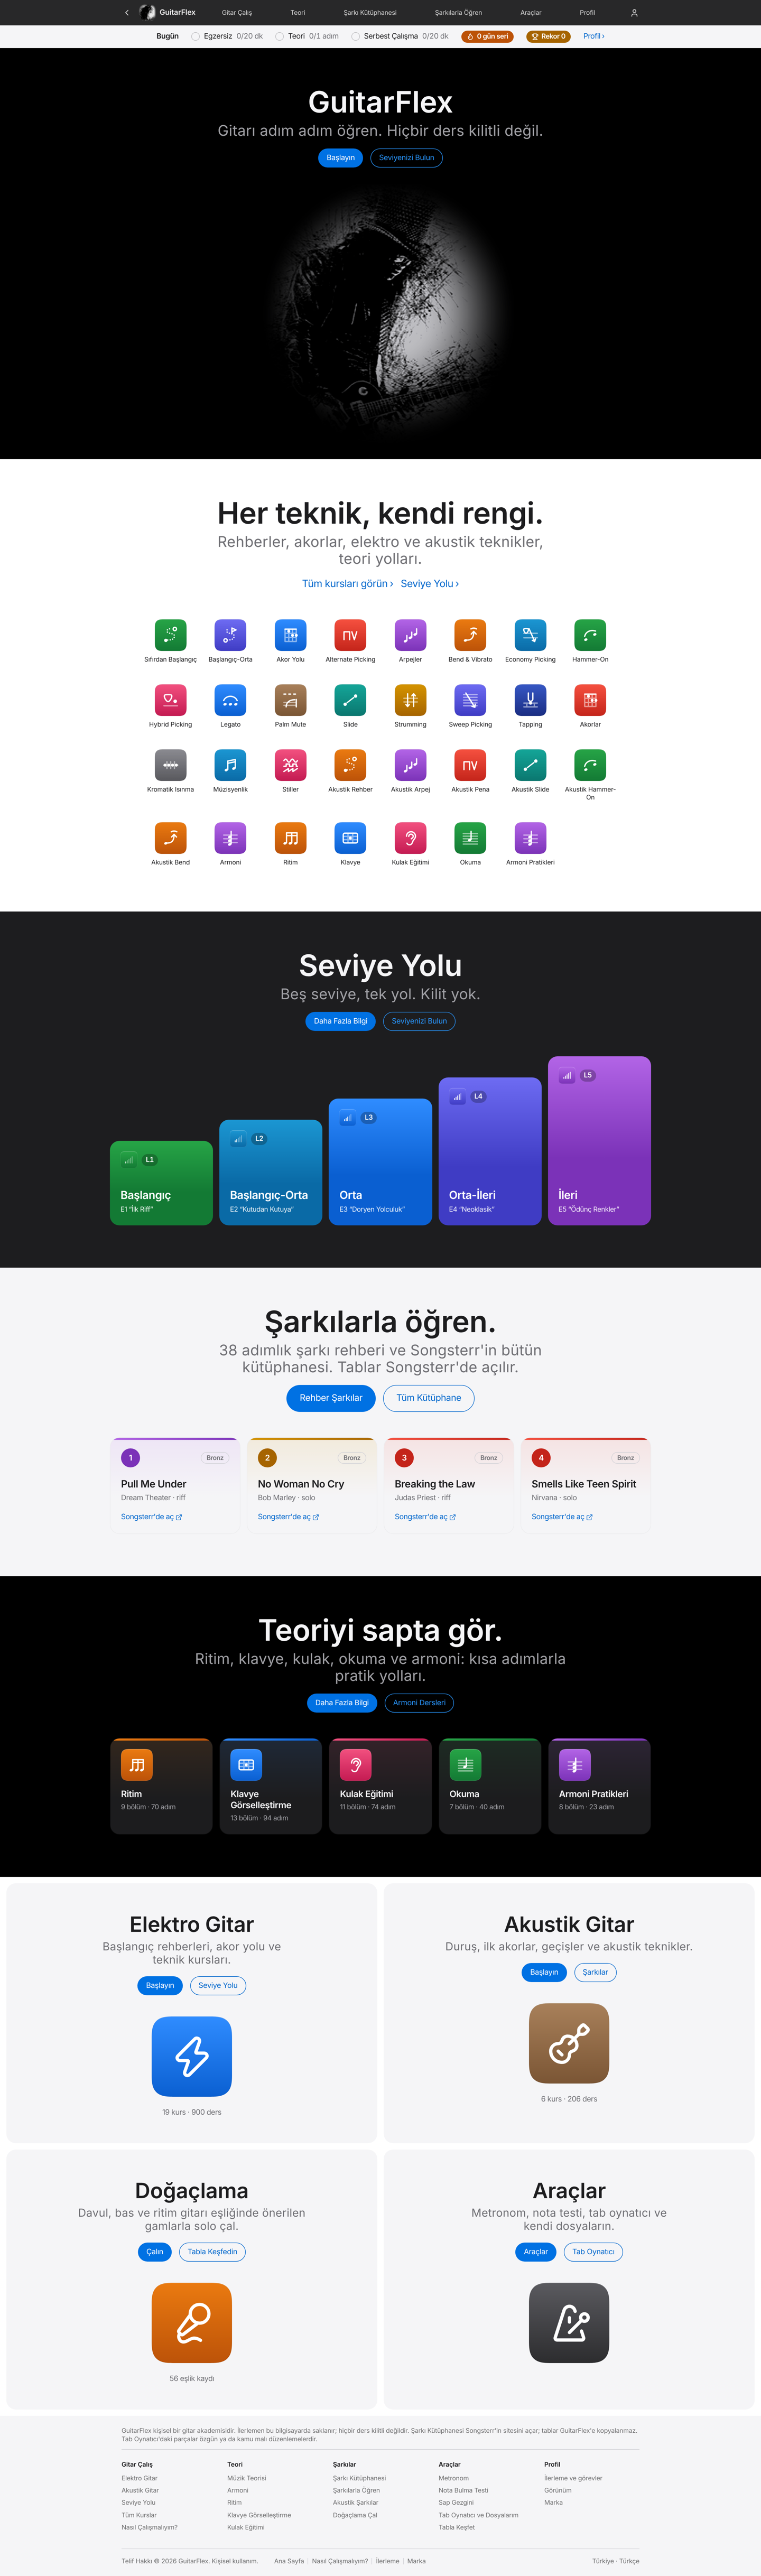 GuitarFlex
Gitar Çalış
Teori
Şarkı Kütüphanesi
Şarkılarla Öğren
Araçlar
Profil
Bugün
Egzersiz 0/20 dk
Teori 0/1 adım
Serbest Çalışma 0/20 dk
0 gün seri
Rekor 0
Profil ›
GuitarFlex
Gitarı adım adım öğren. Hiçbir ders kilitli değil.
Başlayın
Seviyenizi Bulun
Her teknik, kendi rengi.
Rehberler, akorlar, elektro ve akustik teknikler,
teori yolları.
Tüm kursları görün ›
Seviye Yolu ›
Sıfırdan Başlangıç
Başlangıç-Orta
Akor Yolu
Alternate Picking
Arpejler
Bend & Vibrato
Economy Picking
Hammer-On
Hybrid Picking
Legato
Palm Mute
Slide
Strumming
Sweep Picking
Tapping
Akorlar
Kromatik Isınma
Müzisyenlik
Stiller
Akustik Rehber
Akustik Arpej
Akustik Pena
Akustik Slide
Akustik Hammer-
On
Akustik Bend
Armoni
Ritim
Klavye
Kulak Eğitimi
Okuma
Armoni Pratikleri
Seviye Yolu
Beş seviye, tek yol. Kilit yok.
Daha Fazla Bilgi
Seviyenizi Bulun
L1
Başlangıç
E1 “İlk Riff”
L2
Başlangıç-Orta
E2 “Kutudan Kutuya”
L3
Orta
E3 “Doryen Yolculuk”
L4
Orta-İleri
E4 “Neoklasik”
L5
İleri
E5 “Ödünç Renkler”
Şarkılarla öğren.
38 adımlık şarkı rehberi ve Songsterr'in bütün
kütüphanesi. Tablar Songsterr'de açılır.
Rehber Şarkılar
Tüm Kütüphane
1
Bronz
Pull Me Under
Dream Theater · riff
Songsterr'de aç
2
Bronz
No Woman No Cry
Bob Marley · solo
Songsterr'de aç
3
Bronz
Breaking the Law
Judas Priest · riff
Songsterr'de aç
4
Bronz
Smells Like Teen Spirit
Nirvana · solo
Songsterr'de aç
Teoriyi sapta gör.
Ritim, klavye, kulak, okuma ve armoni: kısa adımlarla
pratik yolları.
Daha Fazla Bilgi
Armoni Dersleri
Ritim
9 bölüm · 70 adım
Klavye
Görselleştirme
13 bölüm · 94 adım
Kulak Eğitimi
11 bölüm · 74 adım
Okuma
7 bölüm · 40 adım
Armoni Pratikleri
8 bölüm · 23 adım
Elektro Gitar
Başlangıç rehberleri, akor yolu ve
teknik kursları.
Başlayın
Seviye Yolu
19 kurs · 900 ders
Akustik Gitar
Duruş, ilk akorlar, geçişler ve akustik teknikler.
Başlayın
Şarkılar
6 kurs · 206 ders
Doğaçlama
Davul, bas ve ritim gitarı eşliğinde önerilen
gamlarla solo çal.
Çalın
Tabla Keşfedin
56 eşlik kaydı
Araçlar
Metronom, nota testi, tab oynatıcı ve
kendi dosyaların.
Araçlar
Tab Oynatıcı
GuitarFlex kişisel bir gitar akademisidir. İlerlemen bu bilgisayarda saklanır; hiçbir ders kilitli değildir. Şarkı Kütüphanesi Songsterr'in sitesini açar; tablar GuitarFlex'e kopyalanmaz.
Tab Oynatıcı'daki parçalar özgün ya da kamu malı düzenlemelerdir.
Gitar Çalış
Elektro Gitar
Akustik Gitar
Seviye Yolu
Tüm Kurslar
Nasıl Çalışmalıyım?
Teori
Müzik Teorisi
Armoni
Ritim
Klavye Görselleştirme
Kulak Eğitimi
Şarkılar
Şarkı Kütüphanesi
Şarkılarla Öğren
Akustik Şarkılar
Doğaçlama Çal
Araçlar
Metronom
Nota Bulma Testi
Sap Gezgini
Tab Oynatıcı ve Dosyalarım
Tabla Keşfet
Profil
İlerleme ve görevler
Görünüm
Marka
Telif Hakkı © 2026 GuitarFlex. Kişisel kullanım.
Ana Sayfa | Nasıl Çalışmalıyım? | İlerleme | Marka
Türkiye · Türkçe